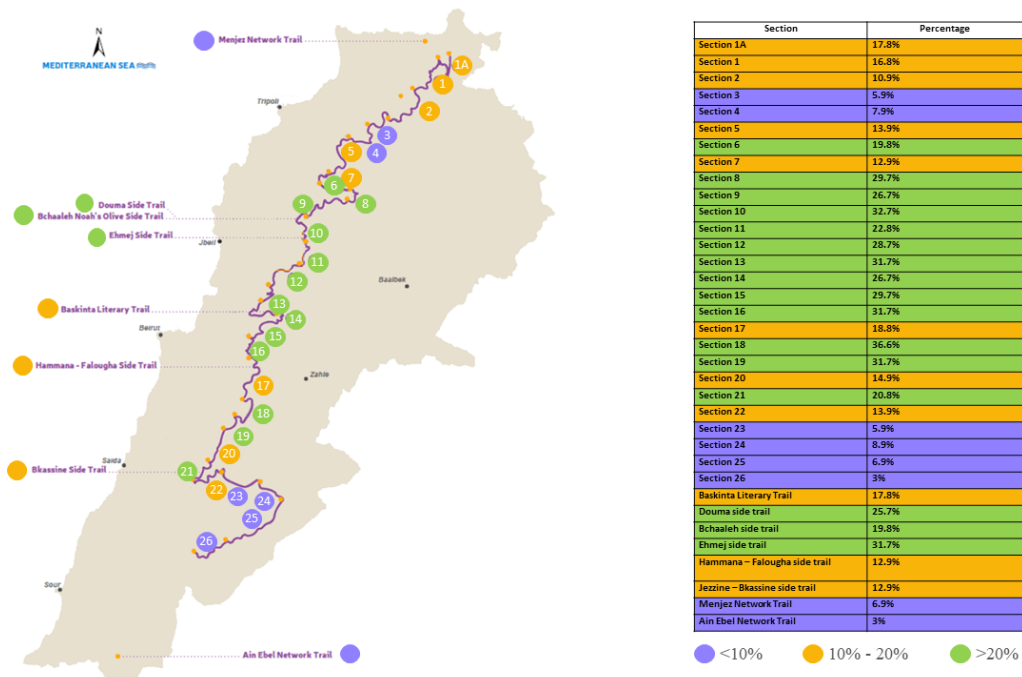 N
MEDITERRANEAN SEA
Menjez Network Trail
1A
1
2
Tripoli
3
4
5
6
7
8
9
Douma Side Trail
Bchaaleh Noah's Olive Side Trail
Ehmej Side Trail
Jbeil
10
11
12
Baalbek
13
14
Baskinta Literary Trail
Beirut
15
16
Hammana - Falougha Side Trail
Zahle
17
18
19
20
Saida
Bkassine Side Trail
21
22
23
24
25
26
Sour
Ain Ebel Network Trail
Section Percentage
Section 1A 17.8%
Section 1 16.8%
Section 2 10.9%
Section 3 5.9%
Section 4 7.9%
Section 5 13.9%
Section 6 19.8%
Section 7 12.9%
Section 8 29.7%
Section 9 26.7%
Section 10 32.7%
Section 11 22.8%
Section 12 28.7%
Section 13 31.7%
Section 14 26.7%
Section 15 29.7%
Section 16 31.7%
Section 17 18.8%
Section 18 36.6%
Section 19 31.7%
Section 20 14.9%
Section 21 20.8%
Section 22 13.9%
Section 23 5.9%
Section 24 8.9%
Section 25 6.9%
Section 26 3%
Baskinta Literary Trail 17.8%
Douma side trail 25.7%
Bchaaleh side trail 19.8%
Ehmej side trail 31.7%
Hammana – Falougha side trail 12.9%
Jezzine – Bkassine side trail 12.9%
Menjez Network Trail 6.9%
Ain Ebel Network Trail 3%
<10% 10% - 20% >20%